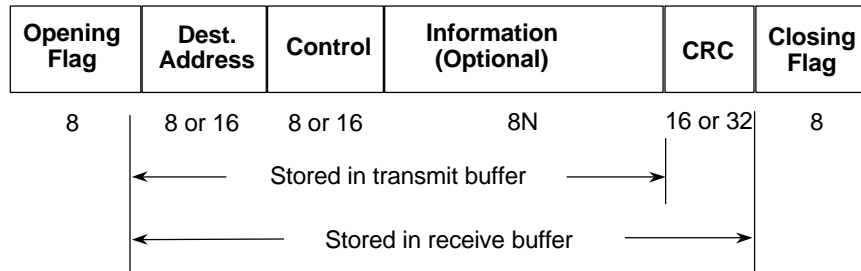 Opening Flag
Dest. Address
Control
Information (Optional)
CRC
Closing Flag
8
8 or 16
8 or 16
8N
16 or 32
8
Stored in transmit buffer
Stored in receive buffer